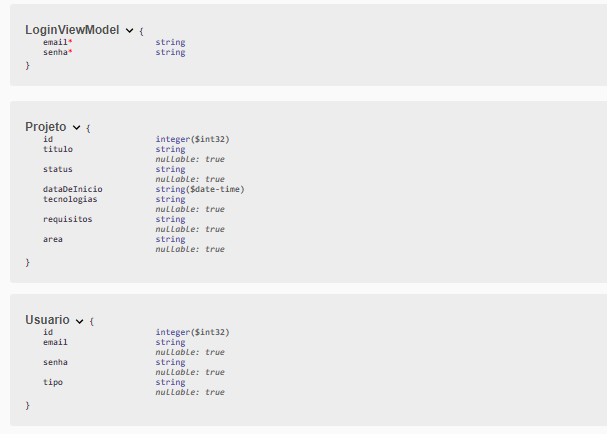 LoginViewModel {
email* string
senha* string
}
Projeto {
id integer($int32)
titulo string
nullable: true
status string
nullable: true
dataDeInicio string($date-time)
tecnologias string
nullable: true
requisitos string
nullable: true
area string
nullable: true
}
Usuario {
id integer($int32)
email string
nullable: true
senha string
nullable: true
tipo string
nullable: true
}